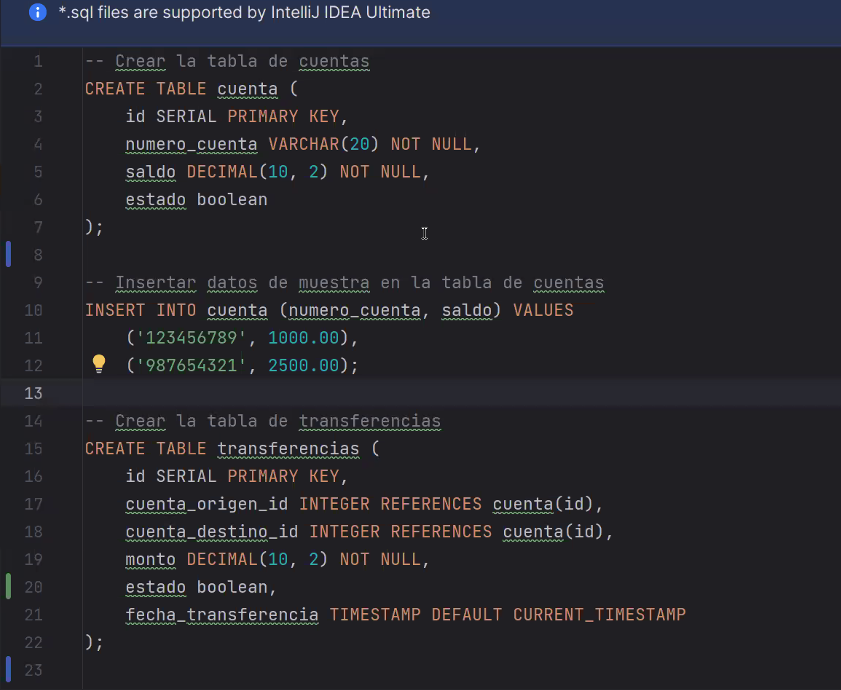 *.sql files are supported by IntelliJ IDEA Ultimate
1 -- Crear la tabla de cuentas
2 CREATE TABLE cuenta (
3     id SERIAL PRIMARY KEY,
4     numero_cuenta VARCHAR(20) NOT NULL,
5     saldo DECIMAL(10, 2) NOT NULL,
6     estado boolean
7 );
8
9 -- Insertar datos de muestra en la tabla de cuentas
10 INSERT INTO cuenta (numero_cuenta, saldo) VALUES
11     ('123456789', 1000.00),
12     ('987654321', 2500.00);
13
14 -- Crear la tabla de transferencias
15 CREATE TABLE transferencias (
16     id SERIAL PRIMARY KEY,
17     cuenta_origen_id INTEGER REFERENCES cuenta(id),
18     cuenta_destino_id INTEGER REFERENCES cuenta(id),
19     monto DECIMAL(10, 2) NOT NULL,
20     estado boolean,
21     fecha_transferencia TIMESTAMP DEFAULT CURRENT_TIMESTAMP
22 );
23